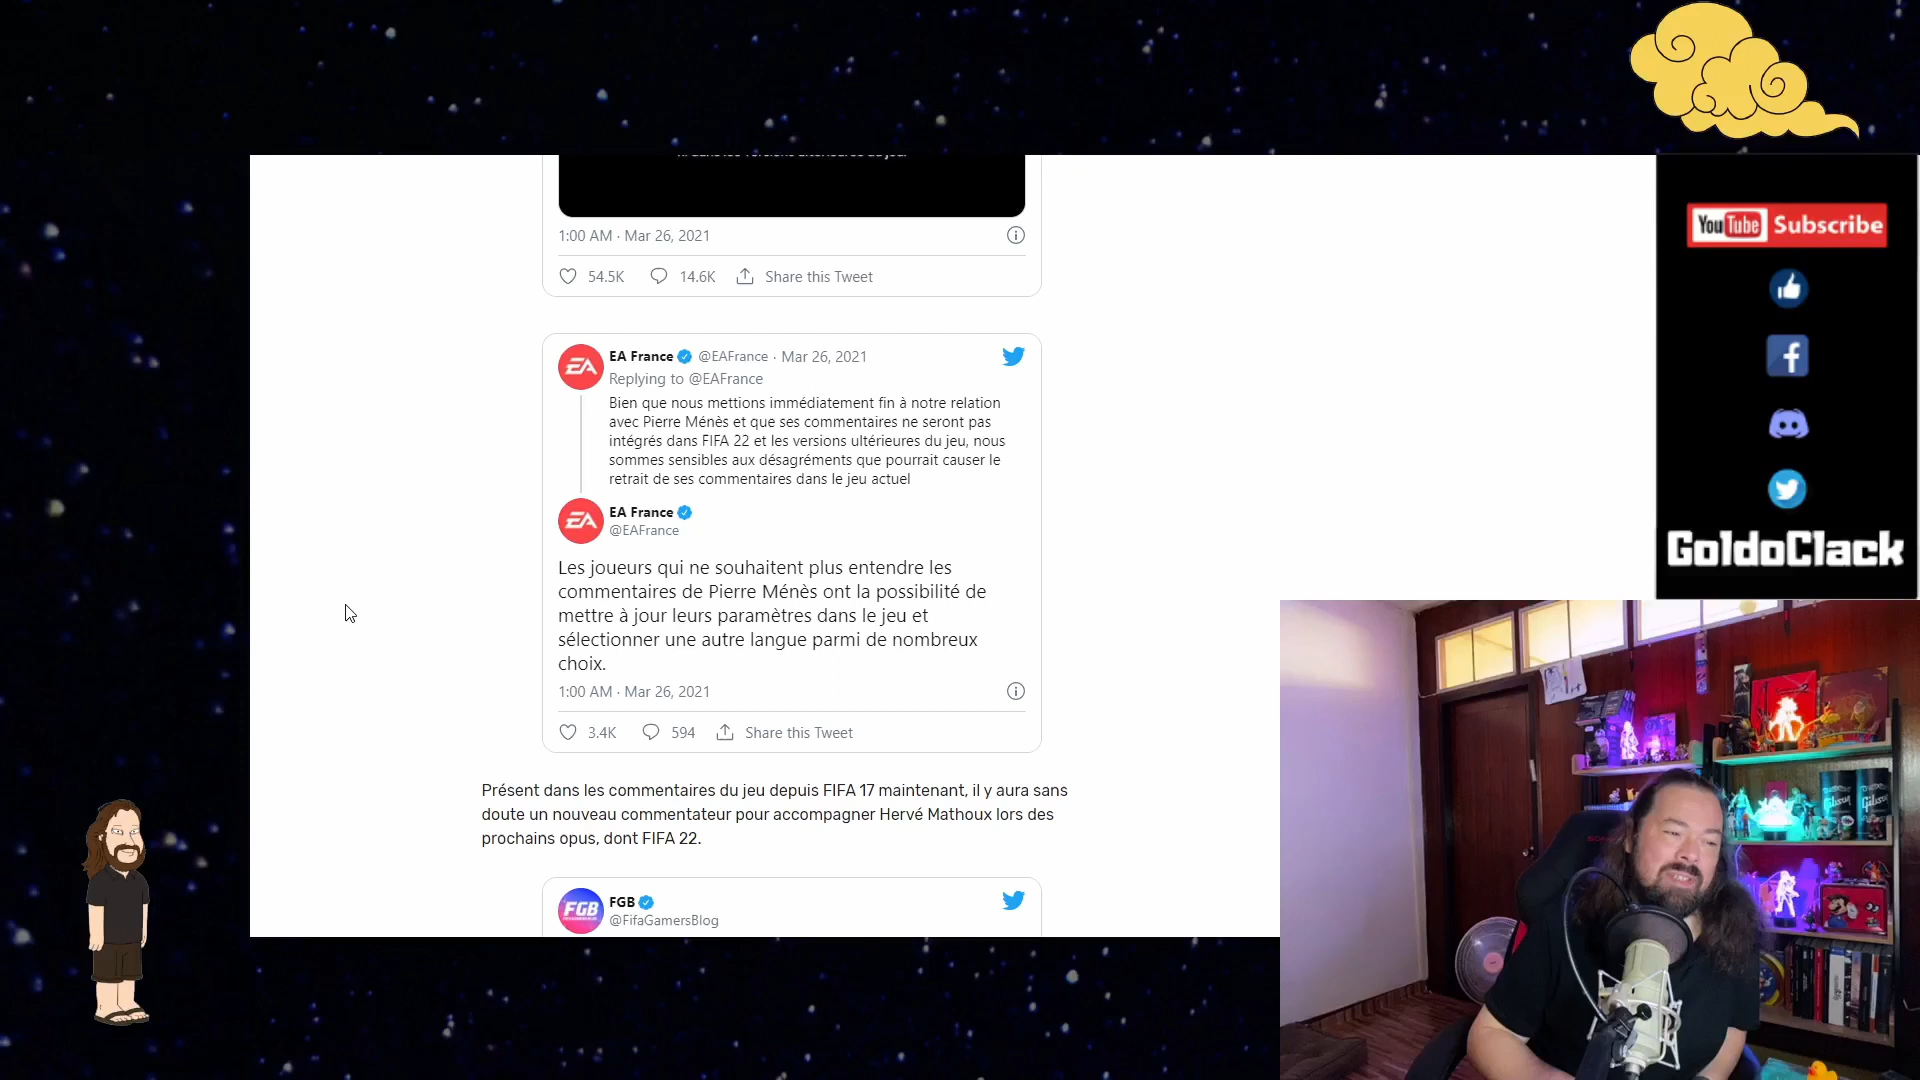 1:00 AM · Mar 26, 2021
54.5K 14.6K Share this Tweet
EA France @EAFrance · Mar 26, 2021
Replying to @EAFrance
Bien que nous mettions immédiatement fin à notre relation
avec Pierre Ménès et que ses commentaires ne seront pas
intégrés dans FIFA 22 et les versions ultérieures du jeu, nous
sommes sensibles aux désagréments que pourrait causer le
retrait de ses commentaires dans le jeu actuel
EA France
@EAFrance
Les joueurs qui ne souhaitent plus entendre les
commentaires de Pierre Ménès ont la possibilité de
mettre à jour leurs paramètres dans le jeu et
sélectionner une autre langue parmi de nombreux
choix.
1:00 AM · Mar 26, 2021
3.4K 594 Share this Tweet
Présent dans les commentaires du jeu depuis FIFA 17 maintenant, il y aura sans
doute un nouveau commentateur pour accompagner Hervé Mathoux lors des
prochains opus, dont FIFA 22.
FGB
FGB
@FifaGamersBlog
EA
EA
YouTube Subscribe
GoldoClack
Gibson
Gibson